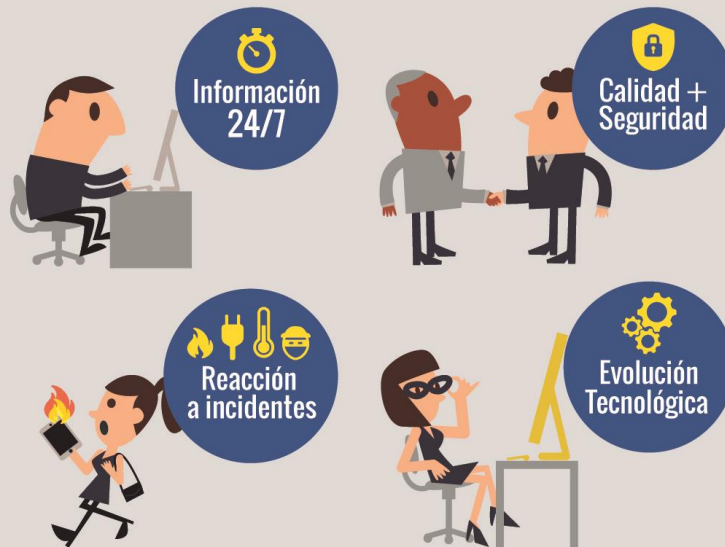 Información
24/7
Calidad +
Seguridad
Reacción
a incidentes
Evolución
Tecnológica